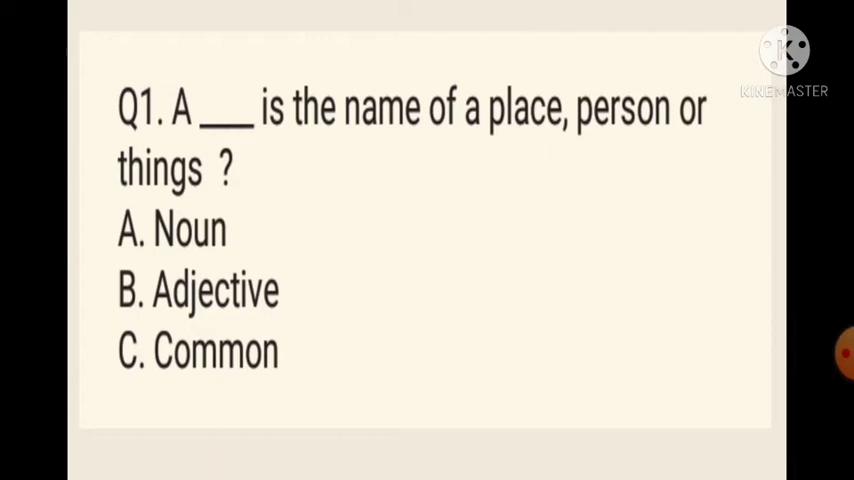 KINEMASTER
Q1. A ___ is the name of a place, person or
things ?
A. Noun
B. Adjective
C. Common